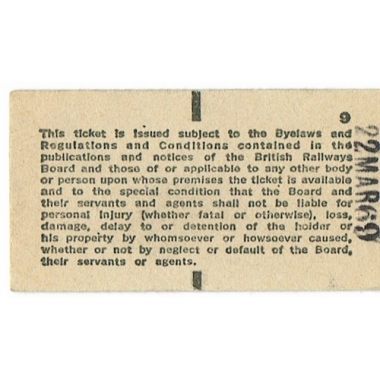 9
This ticket is issued subject to the Byelaws and
Regulations and Conditions contained in the
publications and notices of the British Railways
Board and those of or applicable to any other body
or person upon whose premises the ticket is available
and to the special condition that the Board and
their servants and agents shall not be liable for
personal injury (whether fatal or otherwise), loss,
damage, delay to or detention of the holder or
his property by whomsoever or howsoever caused,
whether or not by neglect or default of the Board,
their servants or agents.
22MAR69